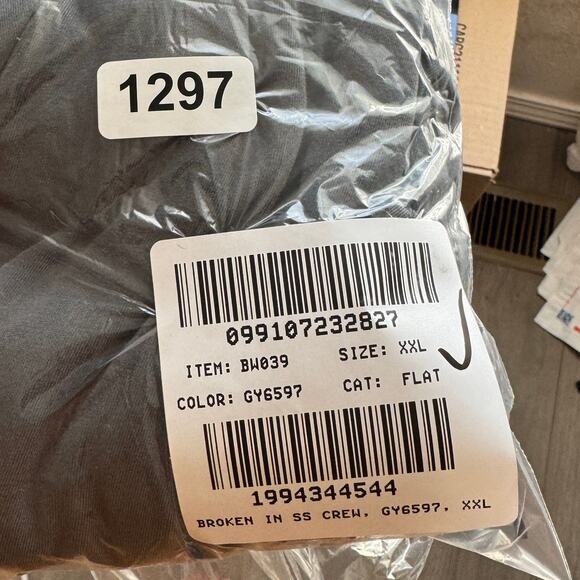 1297
099107232827
ITEM: BW039 SIZE: XXL
COLOR: GY6597 CAT: FLAT
1994344544
BROKEN IN SS CREW, GY6597, XXL